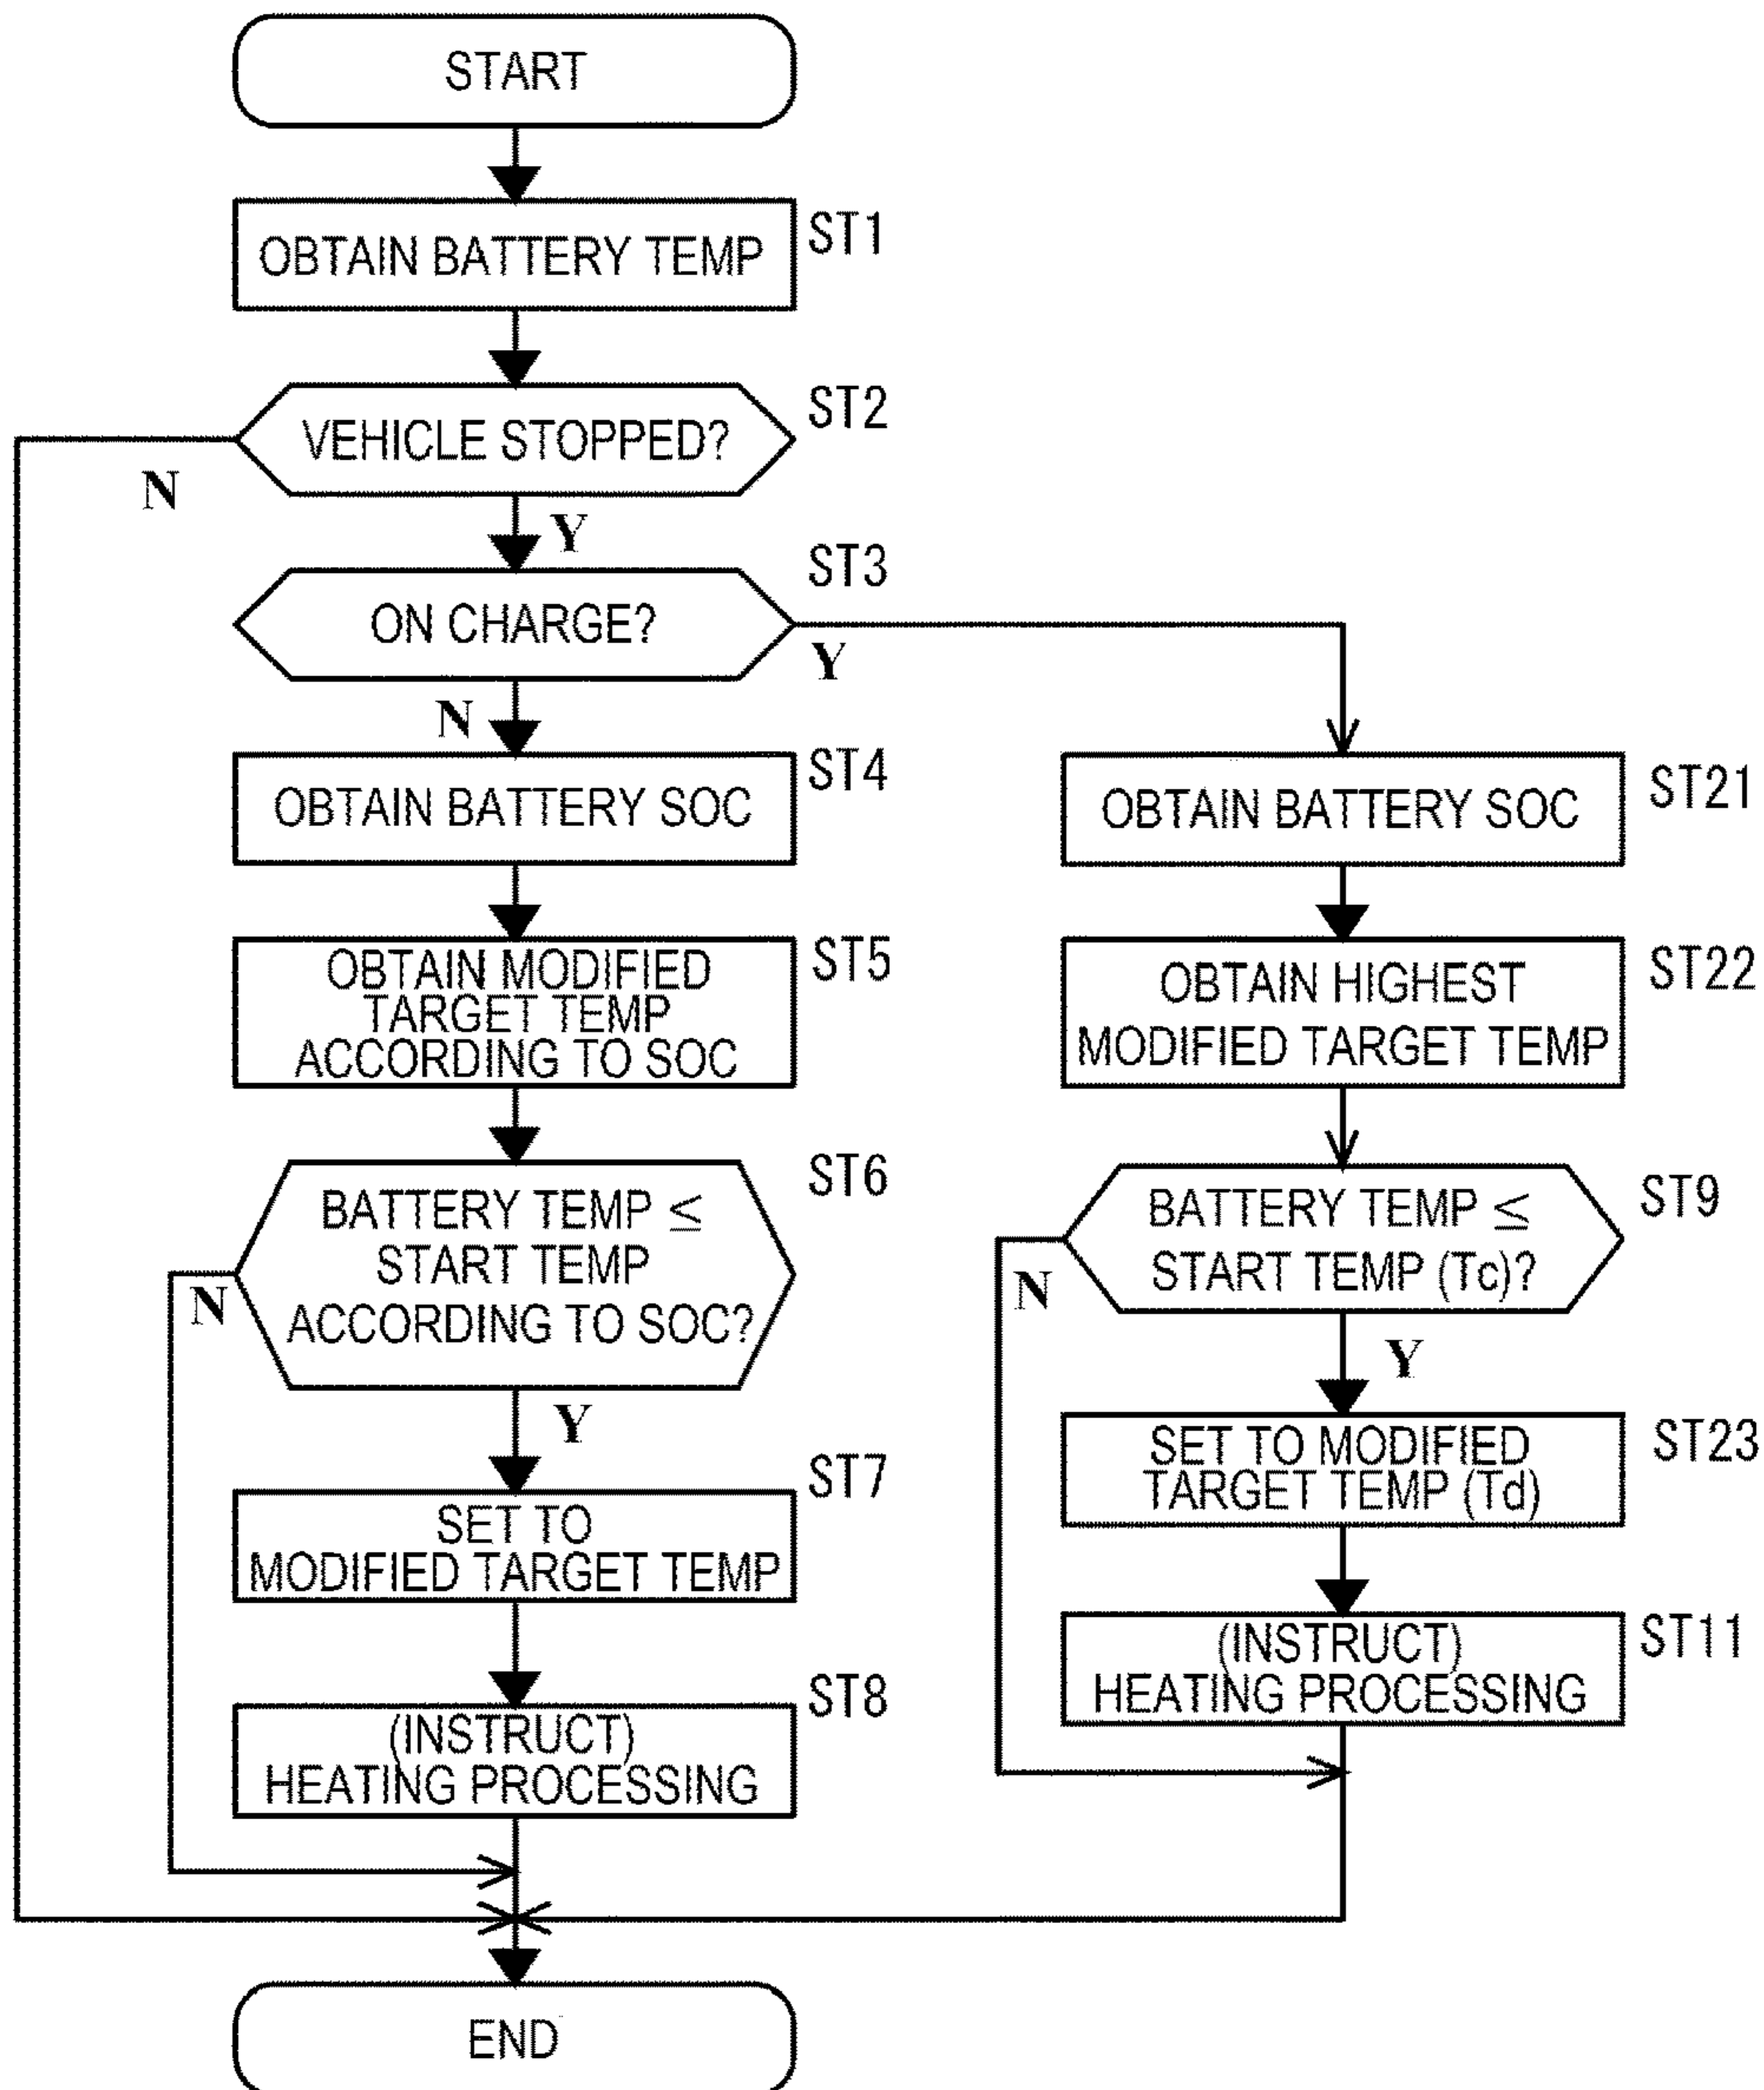 START
OBTAIN BATTERY TEMP
ST1
VEHICLE STOPPED?
ST2
N
Y
ON CHARGE?
ST3
Y
N
OBTAIN BATTERY SOC
ST4
OBTAIN MODIFIED
TARGET TEMP
ACCORDING TO SOC
ST5
BATTERY TEMP ≤
START TEMP
ACCORDING TO SOC?
ST6
N
Y
SET TO
MODIFIED TARGET TEMP
ST7
(INSTRUCT)
HEATING PROCESSING
ST8
OBTAIN BATTERY SOC
ST21
OBTAIN HIGHEST
MODIFIED TARGET TEMP
ST22
BATTERY TEMP ≤
START TEMP (Tc)?
ST9
N
Y
SET TO MODIFIED
TARGET TEMP (Td)
ST23
(INSTRUCT)
HEATING PROCESSING
ST11
END